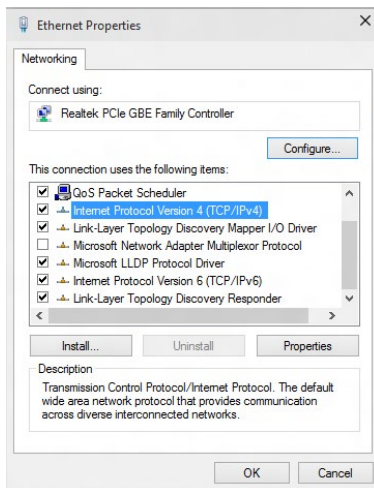 Ethernet Properties
Networking
Connect using:
Realtek PCIe GBE Family Controller
Configure...
This connection uses the following items:
QoS Packet Scheduler
Internet Protocol Version 4 (TCP/IPv4)
Link-Layer Topology Discovery Mapper I/O Driver
Microsoft Network Adapter Multiplexor Protocol
Microsoft LLDP Protocol Driver
Internet Protocol Version 6 (TCP/IPv6)
Link-Layer Topology Discovery Responder
Install... Uninstall Properties
Description
Transmission Control Protocol/Internet Protocol. The default
wide area network protocol that provides communication
across diverse interconnected networks.
OK Cancel